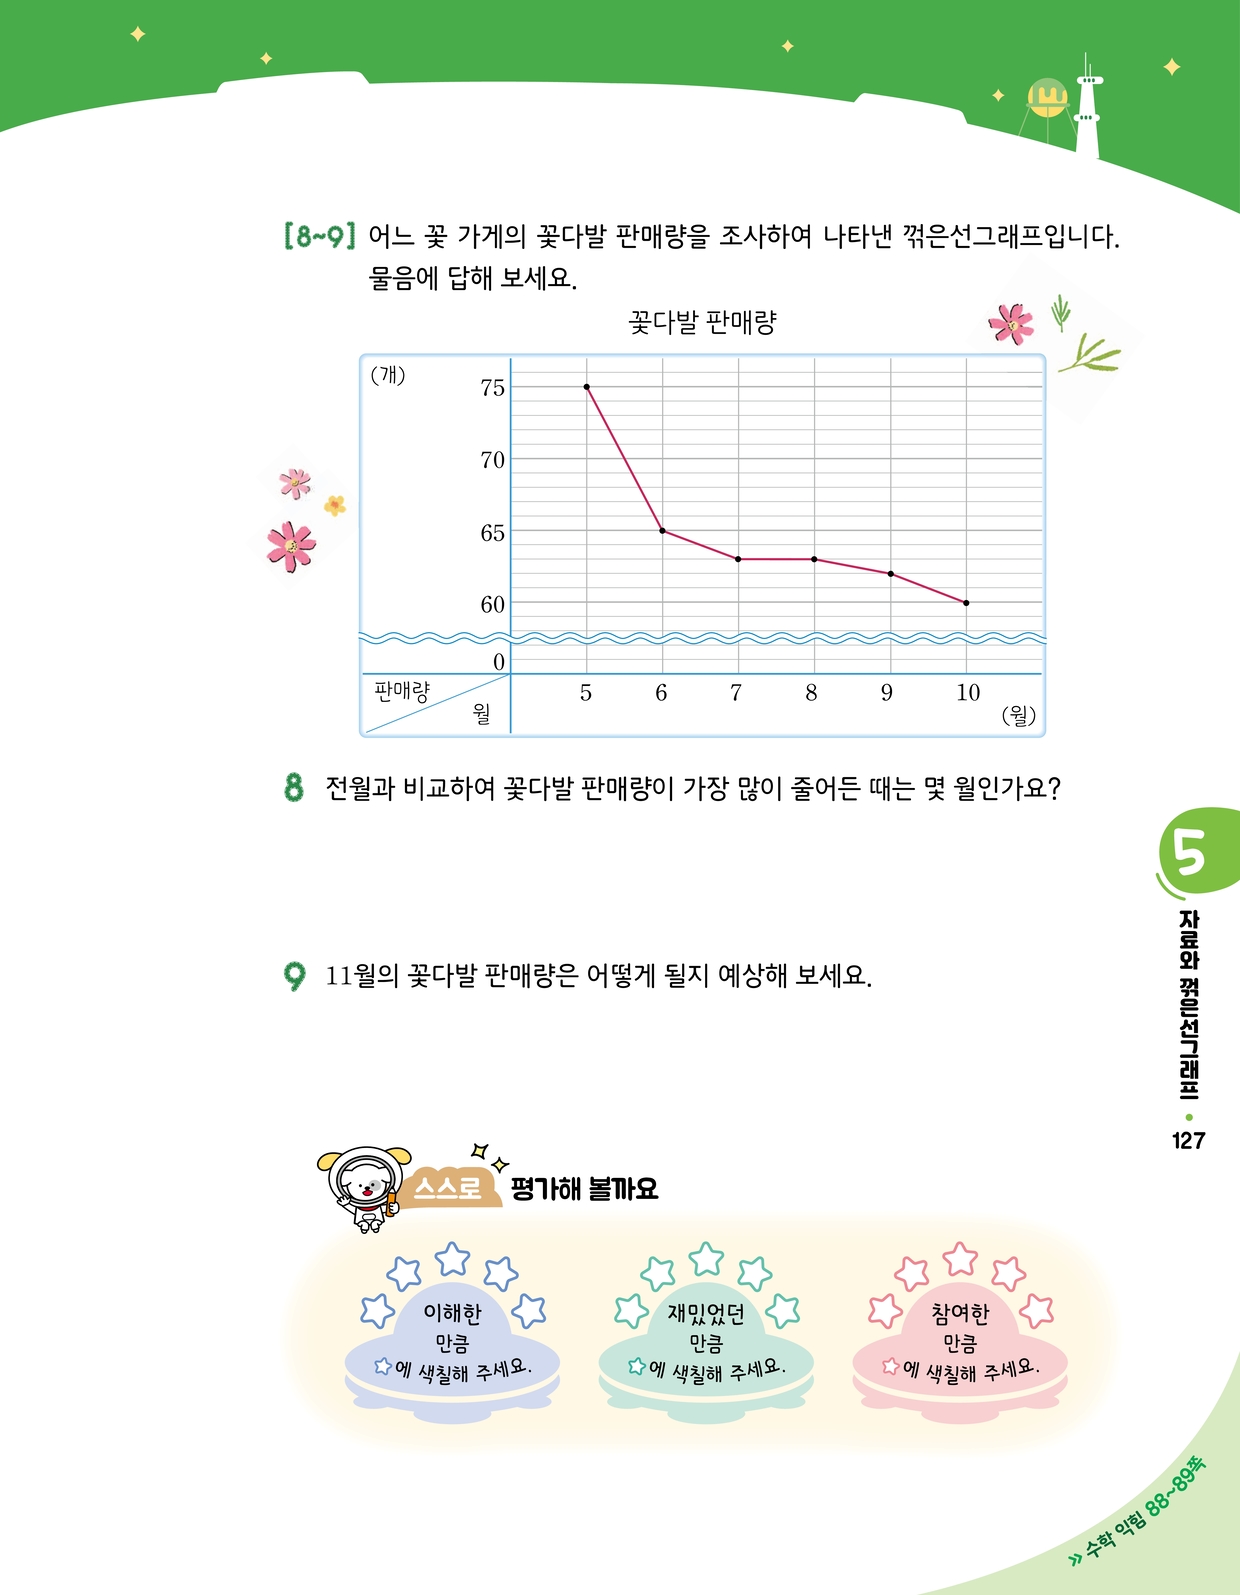 [8~9] 어느 꽃 가게의 꽃다발 판매량을 조사하여 나타낸 꺾은선그래프입니다.
물음에 답해 보세요.
꽃다발 판매량
(개)
75
70
65
60
0
판매량
월
5 6 7 8 9 10
(월)
8 전월과 비교하여 꽃다발 판매량이 가장 많이 줄어든 때는 몇 월인가요?
9 11월의 꽃다발 판매량은 어떻게 될지 예상해 보세요.
5
자료와 꺾은선그래프
127
스스로 평가해 볼까요
이해한
만큼
에 색칠해 주세요.
재밌었던
만큼
에 색칠해 주세요.
참여한
만큼
에 색칠해 주세요.
» 수학 익힘 88~89쪽